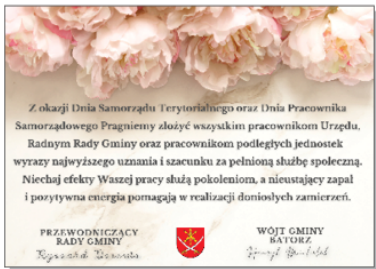 Z okazji Dnia Samorządu Terytorialnego oraz Dnia Pracownika
Samorządowego Pragniemy złożyć wszystkim pracownikom Urzędu,
Radnym Rady Gminy oraz pracownikom podległych jednostek
wyrazy najwyższego uznania i szacunku za pełnioną służbę społeczną.
Niechaj efekty Waszej pracy służą pokoleniom, a nieustający zapał
i pozytywna energia pomagają w realizacji doniosłych zamierzeń.
PRZEWODNICZĄCY
RADY GMINY
Ryszard
WÓJT GMINY
BATORZ